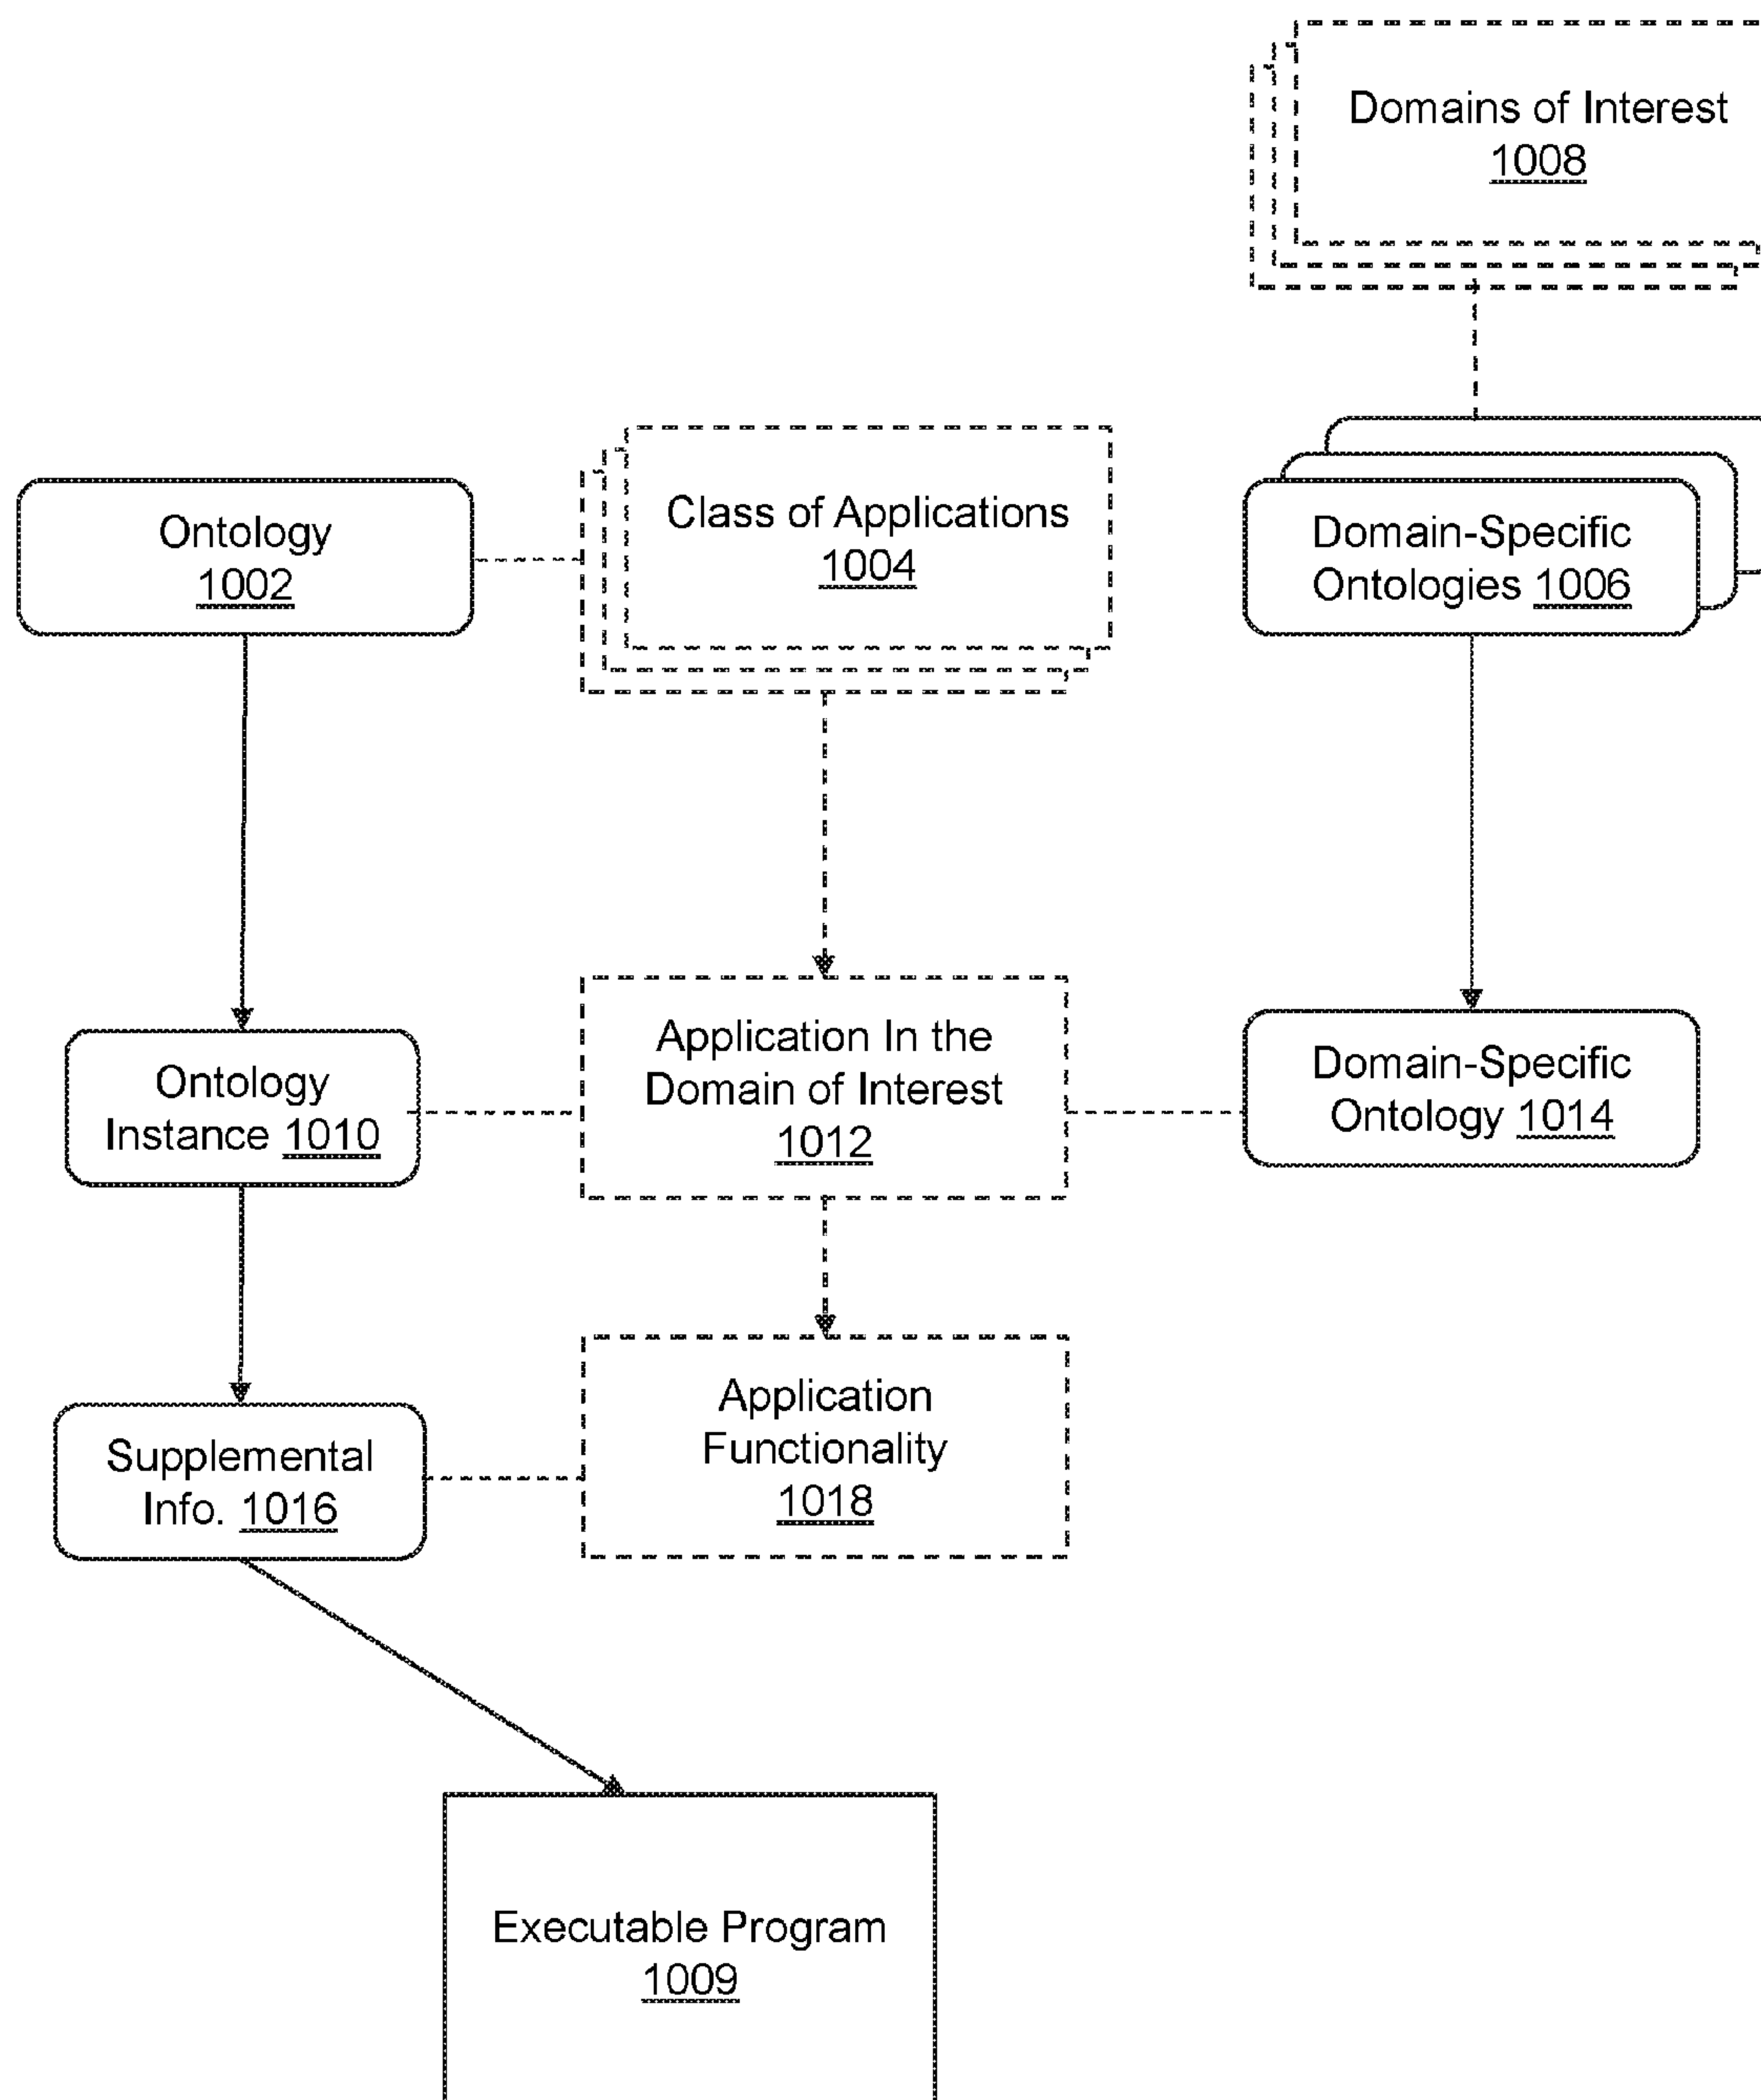 Domains of Interest
1008
Class of Applications
1004
Ontology
1002
Domain-Specific
Ontologies 1006
Application In the
Domain of Interest
1012
Ontology
Instance 1010
Domain-Specific
Ontology 1014
Application
Functionality
1018
Supplemental
Info. 1016
Executable Program
1009